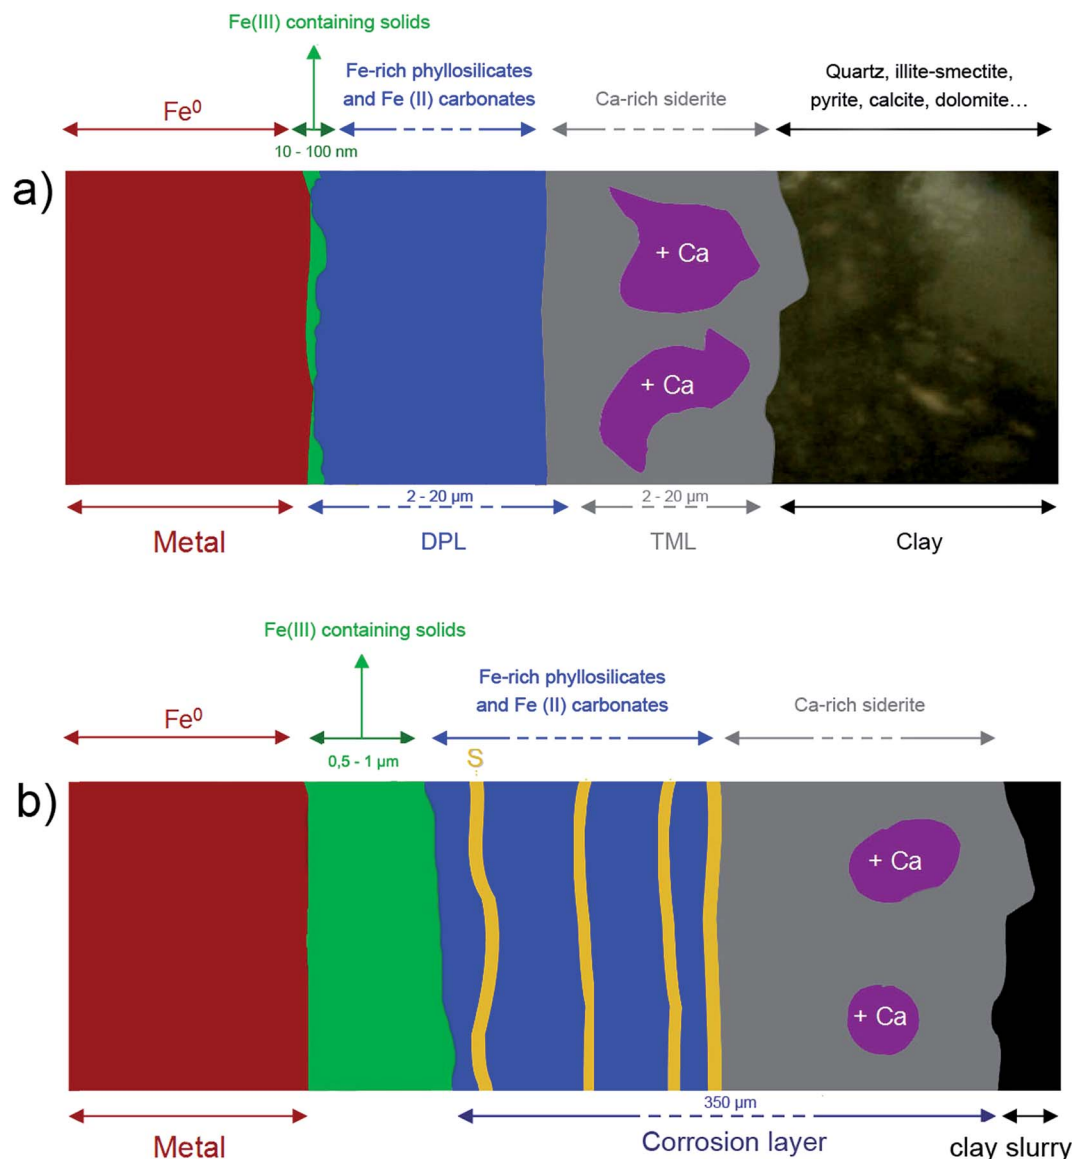 Fe(III) containing solids
Fe-rich phyllosilicates
and Fe (II) carbonates
Quartz, illite-smectite,
pyrite, calcite, dolomite...
Ca-rich siderite
Fe⁰
10 - 100 nm
a)
+ Ca
+ Ca
2 - 20 µm
2 - 20 µm
Metal
DPL
TML
Clay
Fe(III) containing solids
Fe-rich phyllosilicates
and Fe (II) carbonates
Ca-rich siderite
Fe⁰
0,5 - 1 µm
S
b)
+ Ca
+ Ca
350 µm
Metal
Corrosion layer
clay slurry